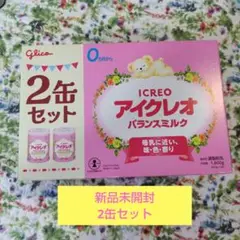 glico
2缶
セット
0ヵ月から
ICREO
アイクレオ
バランスミルク
母乳に近い、
味・色・香り
新品未開封
2缶セット